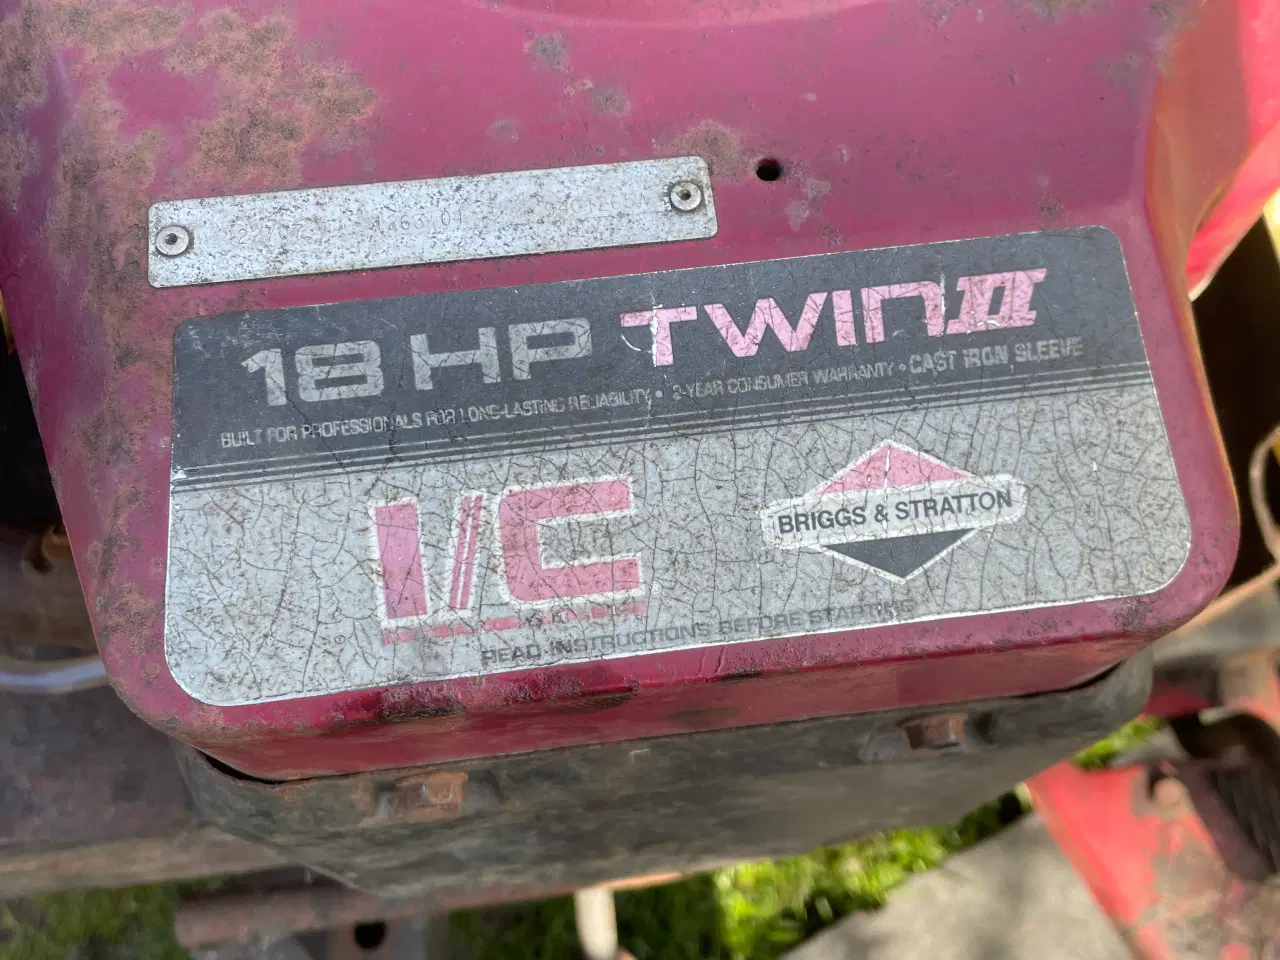 18 HP TWIN II
BUILT FOR PROFESSIONALS FOR LONG-LASTING RELIABILITY • 2-YEAR CONSUMER WARRANTY • CAST IRON SLEEVE
I/C
BRIGGS & STRATTON
READ INSTRUCTIONS BEFORE STARTING